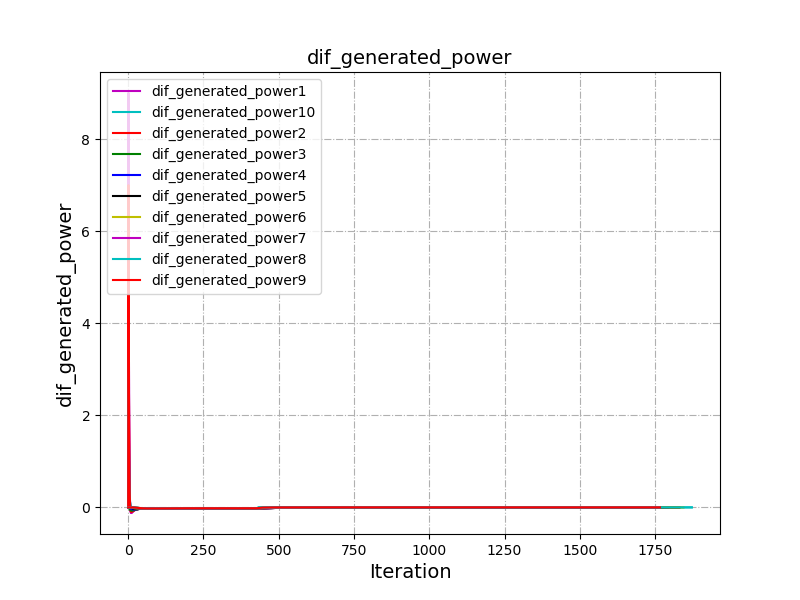 dif_generated_power
dif_generated_power
dif_generated_power1
dif_generated_power10
dif_generated_power2
dif_generated_power3
dif_generated_power4
dif_generated_power5
dif_generated_power6
dif_generated_power7
dif_generated_power8
dif_generated_power9
8
6
4
2
0
0 250 500 750 1000 1250 1500 1750
Iteration